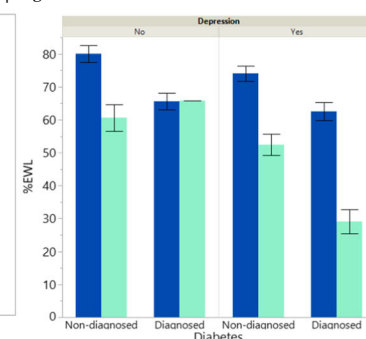 Depression
No Yes
80
70
60
50
40
30
20
10
0
%EWL
Non-diagnosed Diagnosed Non-diagnosed Diagnosed
Diabetes